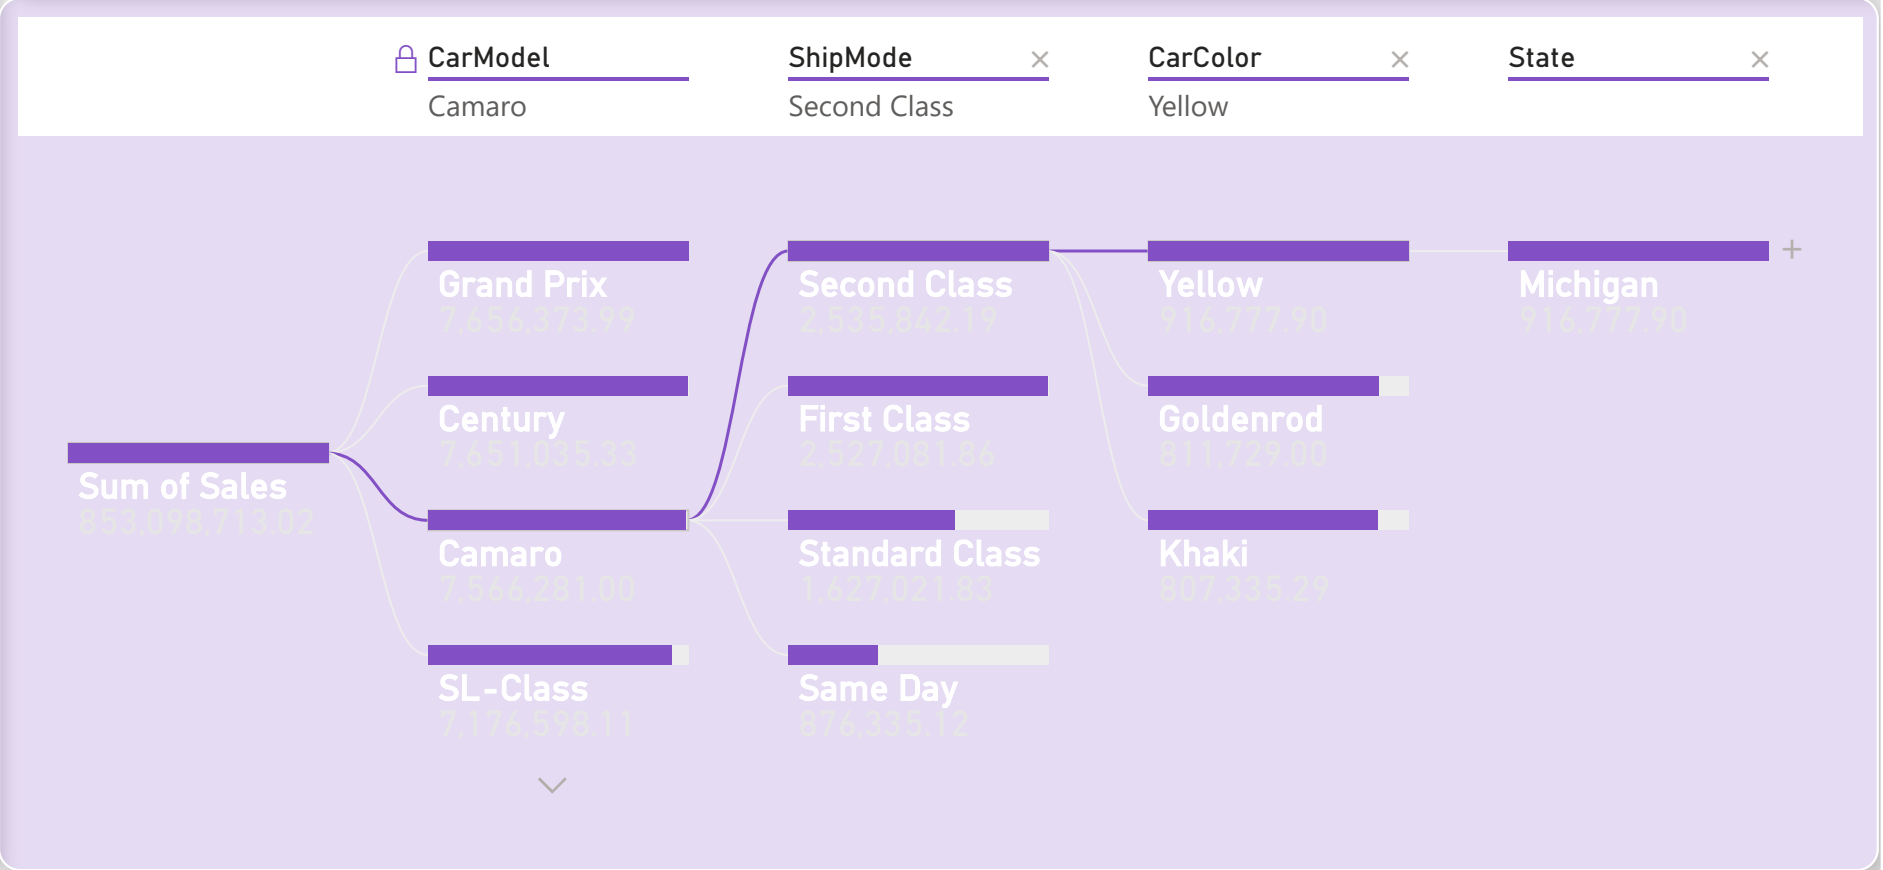 CarModel
Camaro
ShipMode
Second Class
CarColor
Yellow
State
Sum of Sales
853,098,713.02
Grand Prix
7,656,373.99
Century
7,651,035.33
Camaro
7,566,281.00
SL-Class
7,176,598.11
Second Class
2,535,842.19
First Class
2,527,081.86
Standard Class
1,627,021.83
Same Day
876,335.12
Yellow
916,777.90
Goldenrod
811,729.00
Khaki
807,335.29
Michigan
916,777.90